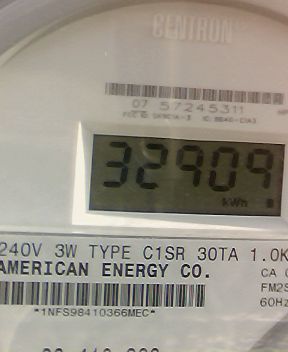 CENTRON
07 57245311
32909
kWh
240V 3W TYPE C1SR 30TA 1.0K
AMERICAN ENERGY CO.
CA
FM2S
60Hz
*1NFS98410366MEC*